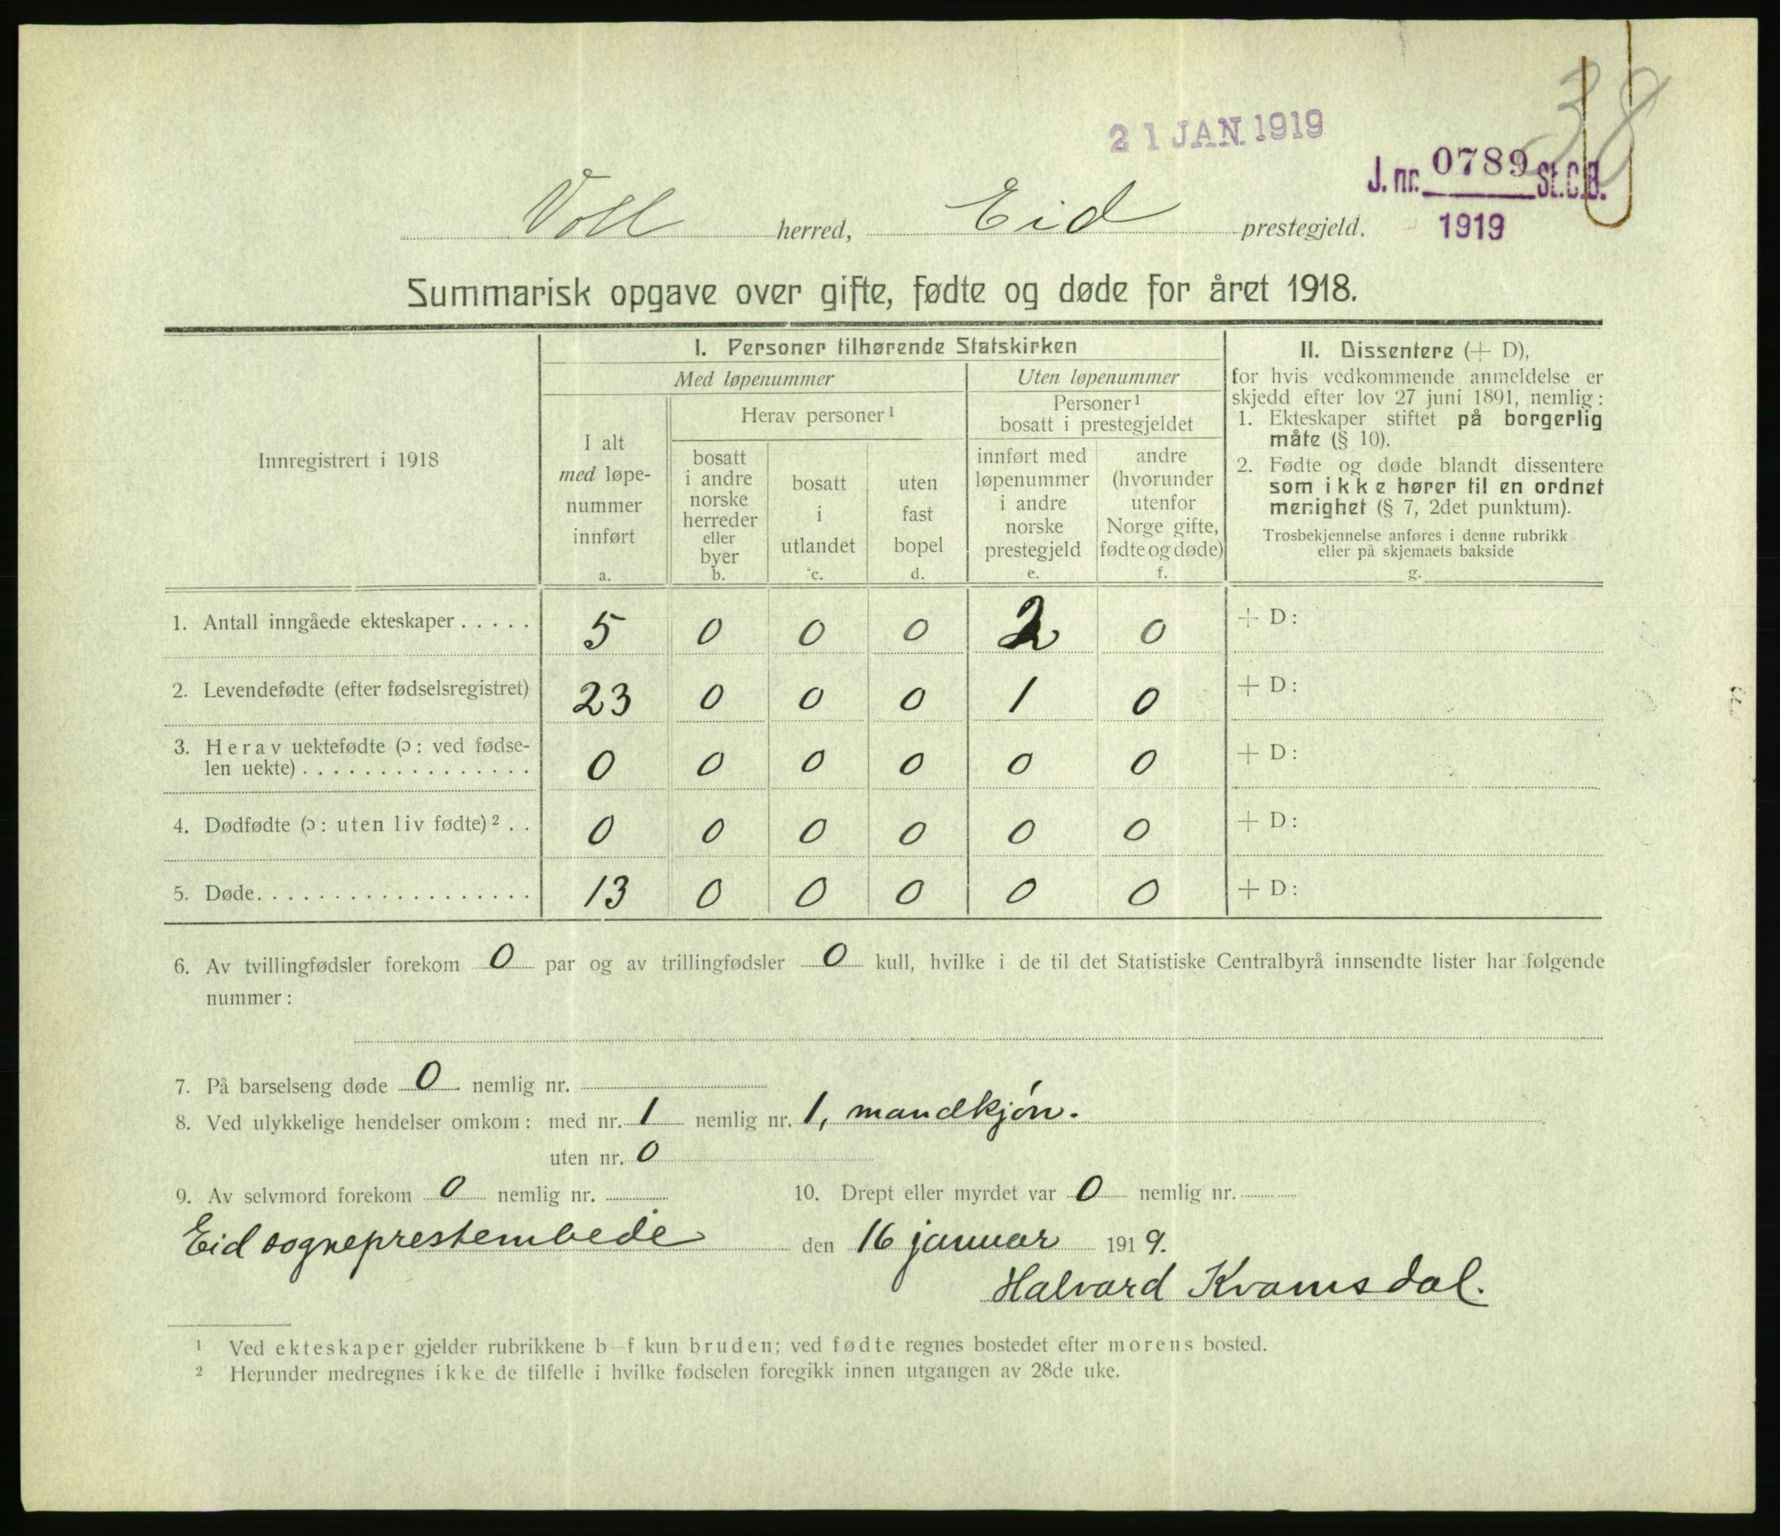 38
21 JAN. 1919
J. nr. 0789 St.C.B.
1919
Voll herred, Eid prestegjeld.
Summarisk opgave over gifte, fødte og døde for året 1918.
Innregistrert i 1918
I. Personer tilhørende Statskirken
Med løpenummer
Uten løpenummer
I alt
med løpe-
nummer
innført
a.
Herav personer ¹
bosatt
i andre
norske
herreder
eller
byer
b.
bosatt
i
utlandet
c.
uten
fast
bopel
d.
Personer ¹
bosatt i prestegjeldet
innført med
løpenummer
i andre
norske
prestegjeld
e.
andre
(hvorunder
utenfor
Norge gifte,
fødte og døde)
f.
II. Dissentere (+ D),
for hvis vedkommende anmeldelse er
skjedd efter lov 27 juni 1891, nemlig:
1. Ekteskaper stiftet på borgerlig
måte (§ 10).
2. Fødte og døde blandt dissentere
som ikke hører til en ordnet
menighet (§ 7, 2det punktum).
Trosbekjennelse anføres i denne rubrikk
eller på skjemaets bakside
g.
1. Antall inngåede ekteskaper . . . . . 5 0 0 0 2 0 + D:
2. Levendefødte (efter fødselsregistret) 23 0 0 0 1 0 + D:
3. Herav uektefødte (ɔ: ved fødse-
len uekte) . . . . . . . . . . . . . . . 0 0 0 0 0 0 + D:
4. Dødfødte (ɔ: uten liv fødte) ² . . 0 0 0 0 0 0 + D:
5. Døde. . . . . . . . . . . . . . . . . . 13 0 0 0 0 0 + D:
6. Av tvillingfødsler forekom 0 par og av trillingfødsler 0 kull, hvilke i de til det Statistiske Centralbyrå innsendte lister har følgende
nummer:
7. På barselseng døde 0 nemlig nr.
8. Ved ulykkelige hendelser omkom: med nr. 1 nemlig nr. 1, mandkjøn.
uten nr. 0
9. Av selvmord forekom 0 nemlig nr. 10. Drept eller myrdet var 0 nemlig nr.
Eid sogneprestembede den 16 januar 1919.
Halvard Kvamsdal.
¹ Ved ekteskaper gjelder rubrikkene b–f kun bruden; ved fødte regnes bostedet efter morens bosted.
² Herunder medregnes ikke de tilfelle i hvilke fødselen foregikk innen utgangen av 28de uke.